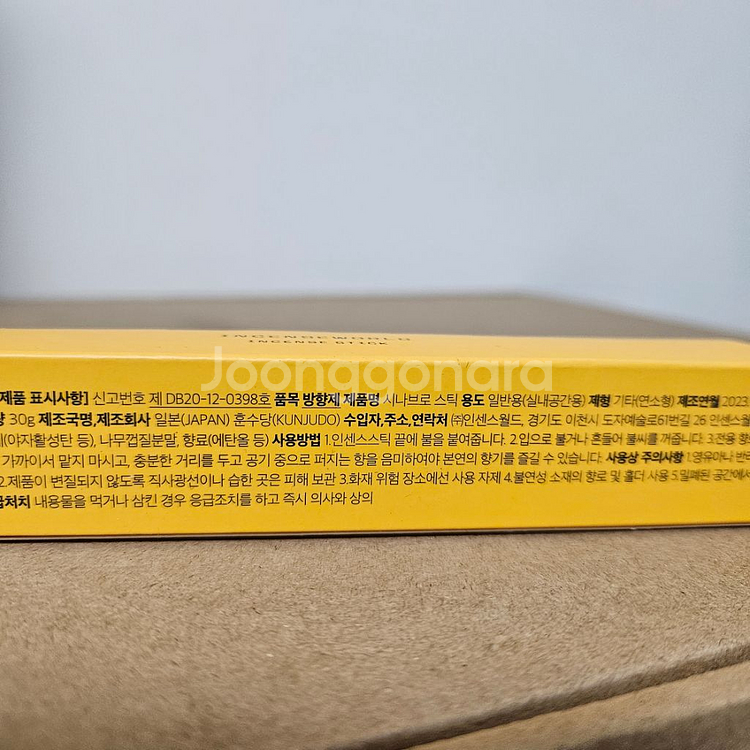 INCENSEWORLD
INCENSE STICK
Joonggonara
제품 표시사항] 신고번호 제 DB20-12-0398호 품목 방향제 제품명 시나브로 스틱 용도 일반용(실내공간용) 제형 기타(연소형) 제조연월 2023
량 30g 제조국명,제조회사 일본(JAPAN) 훈수당(KUNJUDO) 수입자,주소,연락처 ㈜인센스월드, 경기도 이천시 도자예술로61번길 26 인센스
(야자활성탄 등), 나무껍질분말, 향료(에탄올 등) 사용방법 1.인센스스틱 끝에 불을 붙여줍니다. 2.입으로 불거나 흔들어 불씨를 꺼줍니다. 3.전용 향
가까이서 맡지 마시고, 충분한 거리를 두고 공기 중으로 퍼지는 향을 음미하여야 본연의 향기를 즐길 수 있습니다. 사용상 주의사항 1.영유아나 반려
2.제품이 변질되지 않도록 직사광선이나 습한 곳은 피해 보관 3.화재 위험 장소에선 사용 자제 4.불연성 소재의 향로 및 홀더 사용 5.밀폐된 공간에서
급처치 내용물을 먹거나 삼킨 경우 응급조치를 하고 즉시 의사와 상의